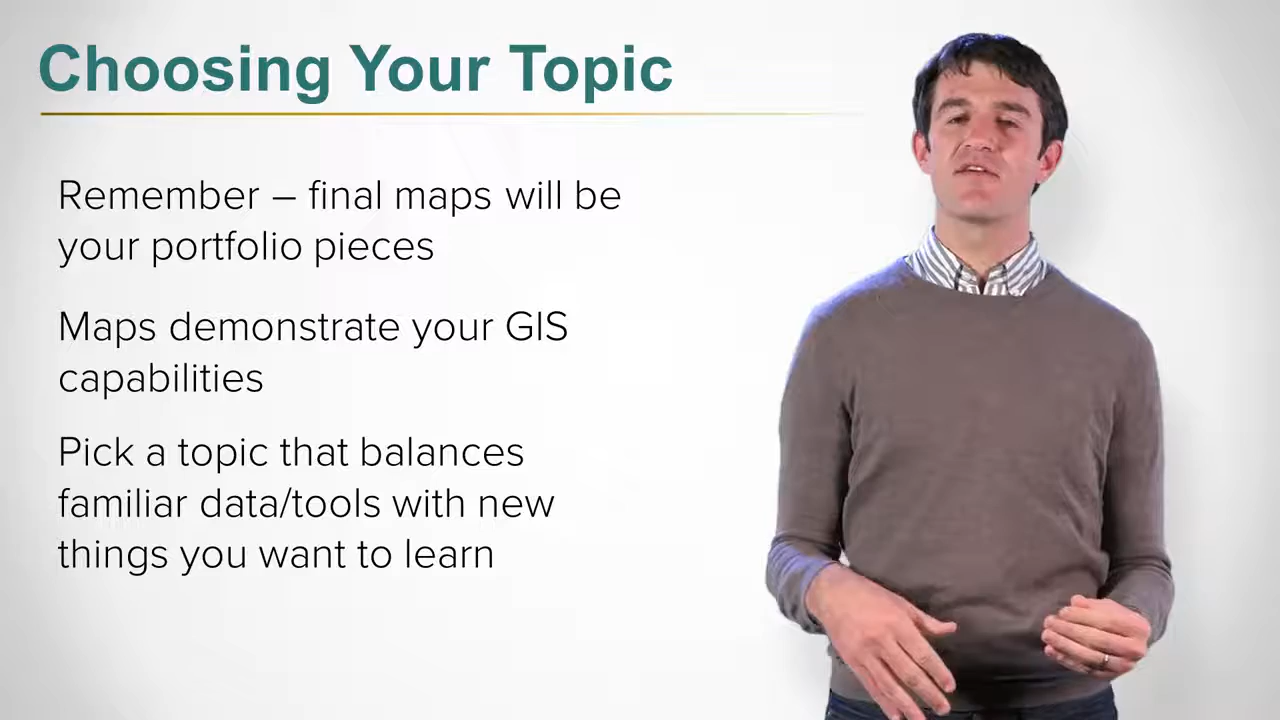 Choosing Your Topic
Remember – final maps will be
your portfolio pieces
Maps demonstrate your GIS
capabilities
Pick a topic that balances
familiar data/tools with new
things you want to learn